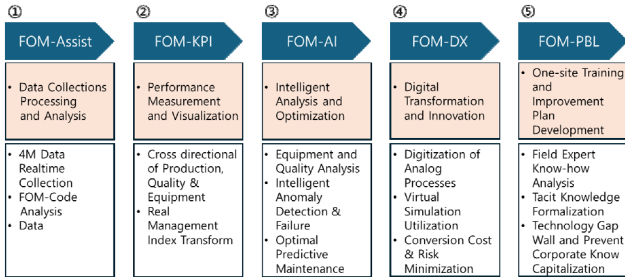 ①
FOM-Assist
• Data Collections
Processing
and Analysis
• 4M Data
Realtime
Collection
• FOM-Code
Analysis
• Data
②
FOM-KPI
• Performance
Measurement
and Visualization
• Cross directional
of Production,
Quality &
Equipment
• Real
Management
Index Transform
③
FOM-AI
• Intelligent
Analysis and
Optimization
• Equipment and
Quality Analysis
• Intelligent
Anomaly
Detection &
Failure
• Optimal
Predictive
Maintenance
④
FOM-DX
• Digital
Transformation
and Innovation
• Digitization of
Analog
Processes
• Virtual
Simulation
Utilization
• Conversion Cost
& Risk
Minimization
⑤
FOM-PBL
• One-site Training
and
Improvement
Plan
Development
• Field Expert
Know-how
Analysis
• Tacit Knowledge
Formalization
• Technology Gap
Wall and Prevent
Corporate Know
Capitalization